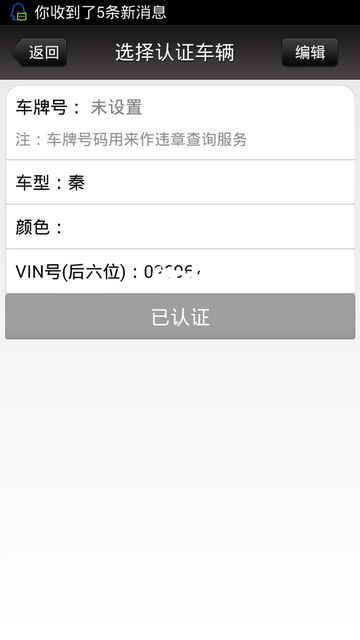 你收到了5条新消息
返回
选择认证车辆
编辑
车牌号：未设置
注：车牌号码用来作违章查询服务
车型：秦
颜色：
VIN号(后六位)：
已认证